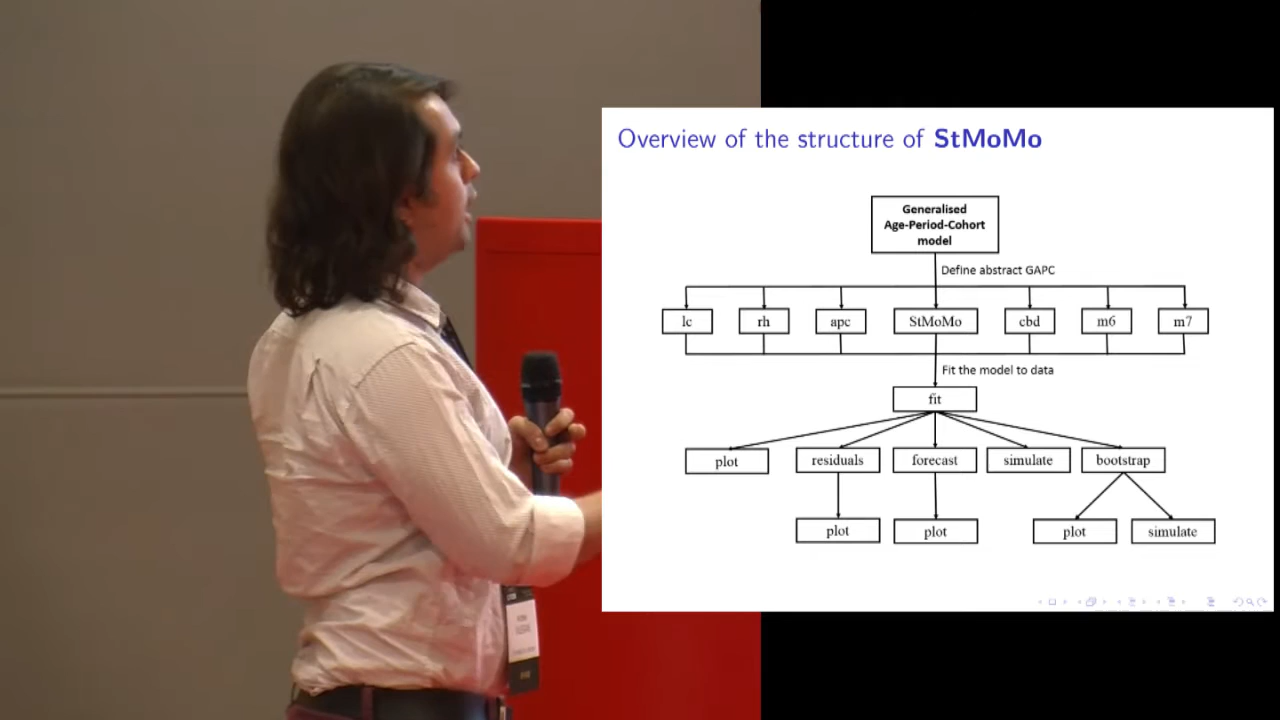 Overview of the structure of StMoMo
Generalised
Age-Period-Cohort
model
Define abstract GAPC
lc rh apc StMoMo cbd m6 m7
Fit the model to data
fit
plot residuals forecast simulate bootstrap
plot plot plot simulate